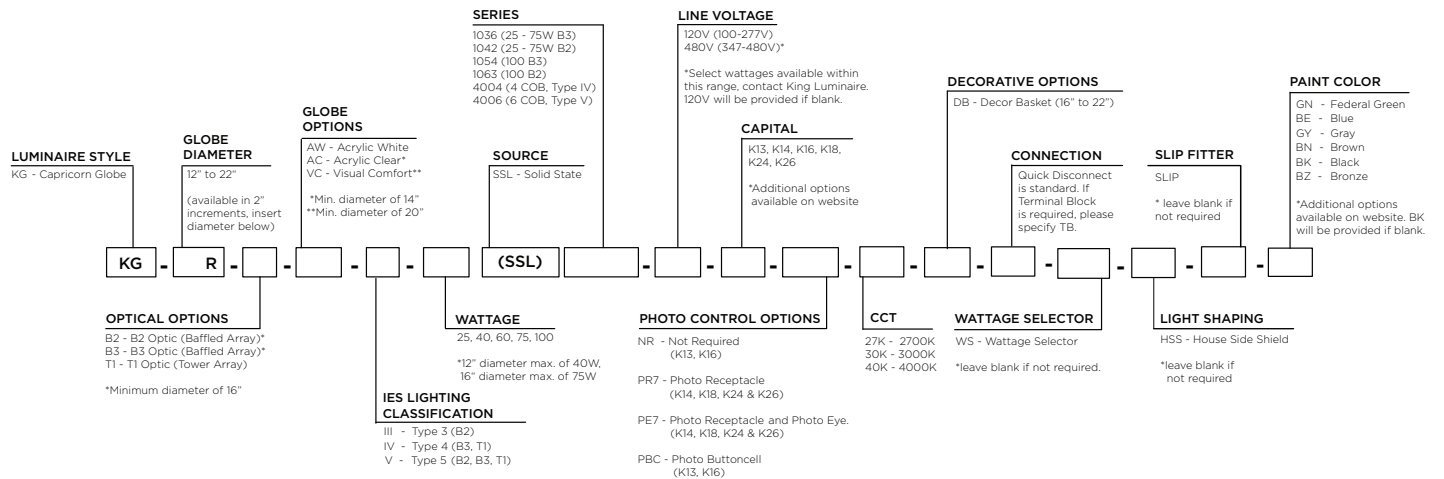 SERIES
1036 (25 - 75W B3)
1042 (25 - 75W B2)
1054 (100 B3)
1063 (100 B2)
4004 (4 COB, Type IV)
4006 (6 COB, Type V)
LINE VOLTAGE
120V (100-277V)
480V (347-480V)*
*Select wattages available within
this range, contact King Luminaire.
120V will be provided if blank.
DECORATIVE OPTIONS
DB - Decor Basket (16" to 22")
PAINT COLOR
GN - Federal Green
BE - Blue
GY - Gray
BN - Brown
BK - Black
BZ - Bronze
*Additional options
available on website. BK
will be provided if blank.
GLOBE
OPTIONS
AW - Acrylic White
AC - Acrylic Clear*
VC - Visual Comfort**
*Min. diameter of 14"
**Min. diameter of 20"
CAPITAL
K13, K14, K16, K18,
K24, K26
*Additional options
available on website
LUMINAIRE STYLE
KG - Capricorn Globe
GLOBE
DIAMETER
12" to 22"
(available in 2"
increments, insert
diameter below)
SOURCE
SSL - Solid State
CONNECTION
Quick Disconnect
is standard. If
Terminal Block
is required, please
specify TB.
SLIP FITTER
SLIP
* leave blank if
not required
KG - R - - - - (SSL) - - - - - - - - - -
OPTICAL OPTIONS
B2 - B2 Optic (Baffled Array)*
B3 - B3 Optic (Baffled Array)*
T1 - T1 Optic (Tower Array)
*Minimum diameter of 16"
IES LIGHTING
CLASSIFICATION
III - Type 3 (B2)
IV - Type 4 (B3, T1)
V - Type 5 (B2, B3, T1)
WATTAGE
25, 40, 60, 75, 100
*12" diameter max. of 40W,
16" diameter max. of 75W
PHOTO CONTROL OPTIONS
NR - Not Required
(K13, K16)
PR7 - Photo Receptacle
(K14, K18, K24 & K26)
PE7 - Photo Receptacle and Photo Eye.
(K14, K18, K24 & K26)
PBC - Photo Buttoncell
(K13, K16)
CCT
27K - 2700K
30K - 3000K
40K - 4000K
WATTAGE SELECTOR
WS - Wattage Selector
*leave blank if not required.
LIGHT SHAPING
HSS - House Side Shield
*leave blank if
not required